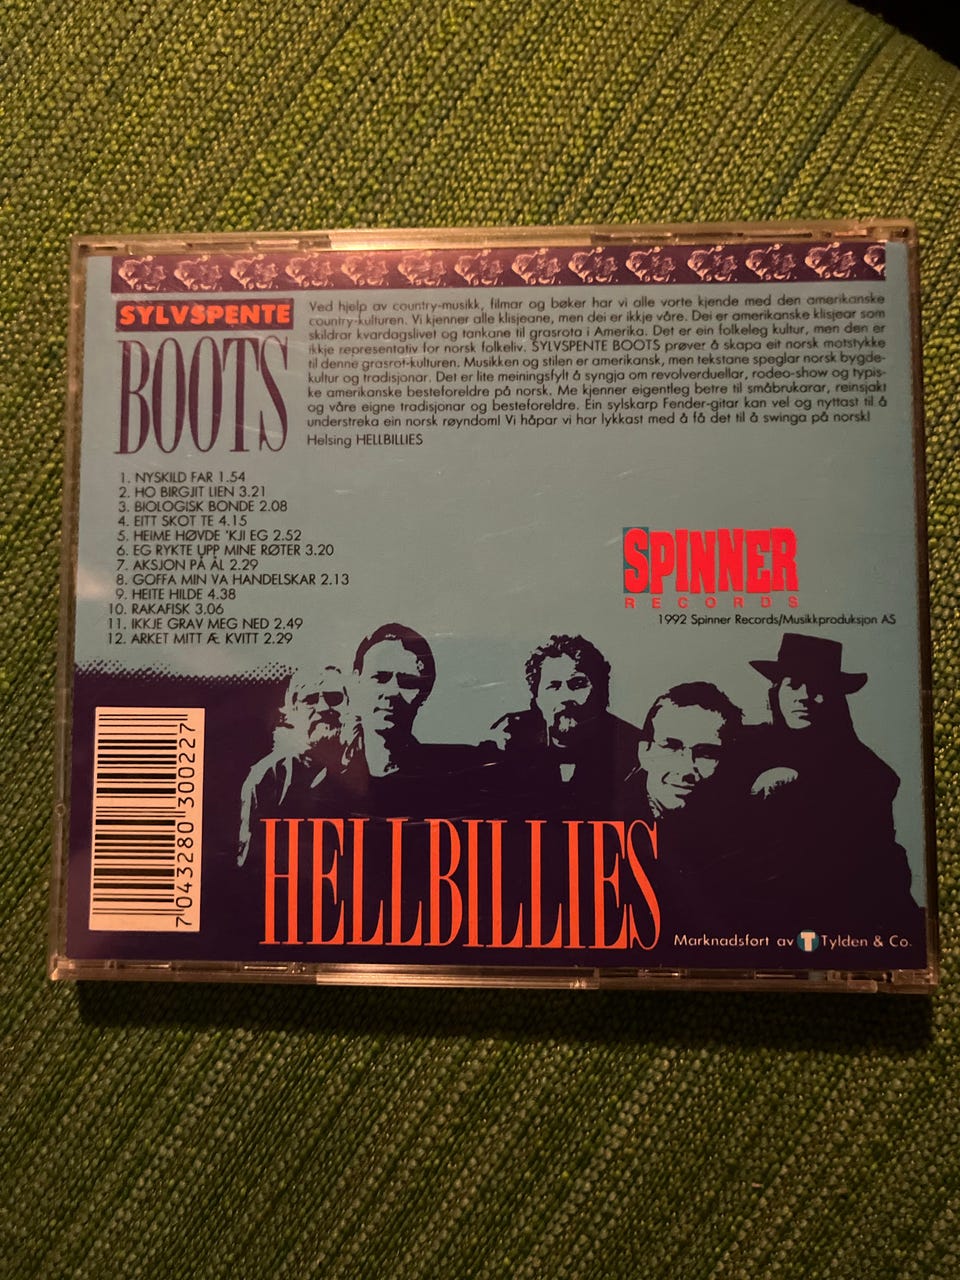 SYLVSPENTE
BOOTS
Ved hjelp av country-musikk, filmar og bøker har vi alle vorte kjende med den amerikanske
country-kulturen. Vi kjenner alle klisjeane, men dei er ikkje våre. Dei er amerikanske klisjear som
skildrar kvardagslivet og tankane til grasrota i Amerika. Det er ein folkeleg kultur, men den er
ikkje representativ for norsk folkeliv. SYLVSPENTE BOOTS prøver å skapa eit norsk motstykke
til denne grasrot-kulturen. Musikken og stilen er amerikansk, men tekstane speglar norsk bygde-
kultur og tradisjonar. Det er lite meiningsfylt å syngja om revolverduellar, rodeo-show og typis-
ke amerikanske besteforeldre på norsk. Me kjenner eigentleg betre til småbrukarar, reinsjakt
og våre eigne tradisjonar og besteforeldre. Ein sylskarp Fender-gitar kan vel og nyttast til å
understreka ein norsk røyndom! Vi håpar vi har lykkast med å få det til å swinga på norsk!
Helsing HELLBILLIES
1. NYSKILD FAR 1.54
2. HO BIRGJIT LIEN 3.21
3. BIOLOGISK BONDE 2.08
4. EITT SKOT TE 4.15
5. HEIME HØVDE 'KJI EG 2.52
6. EG RYKTE UPP MINE RØTER 3.20
7. AKSJON PÅ ÅL 2.29
8. GOFFA MIN VA HANDELSKAR 2.13
9. HEITE HILDE 4.38
10. RAKAFISK 3.06
11. IKKJE GRAV MEG NED 2.49
12. ARKET MITT Æ KVITT 2.29
SPINNER
RECORDS
1992 Spinner Records/Musikkproduksjon AS
7 043280 300227
HELLBILLIES
Marknadsført av T Tylden & Co.